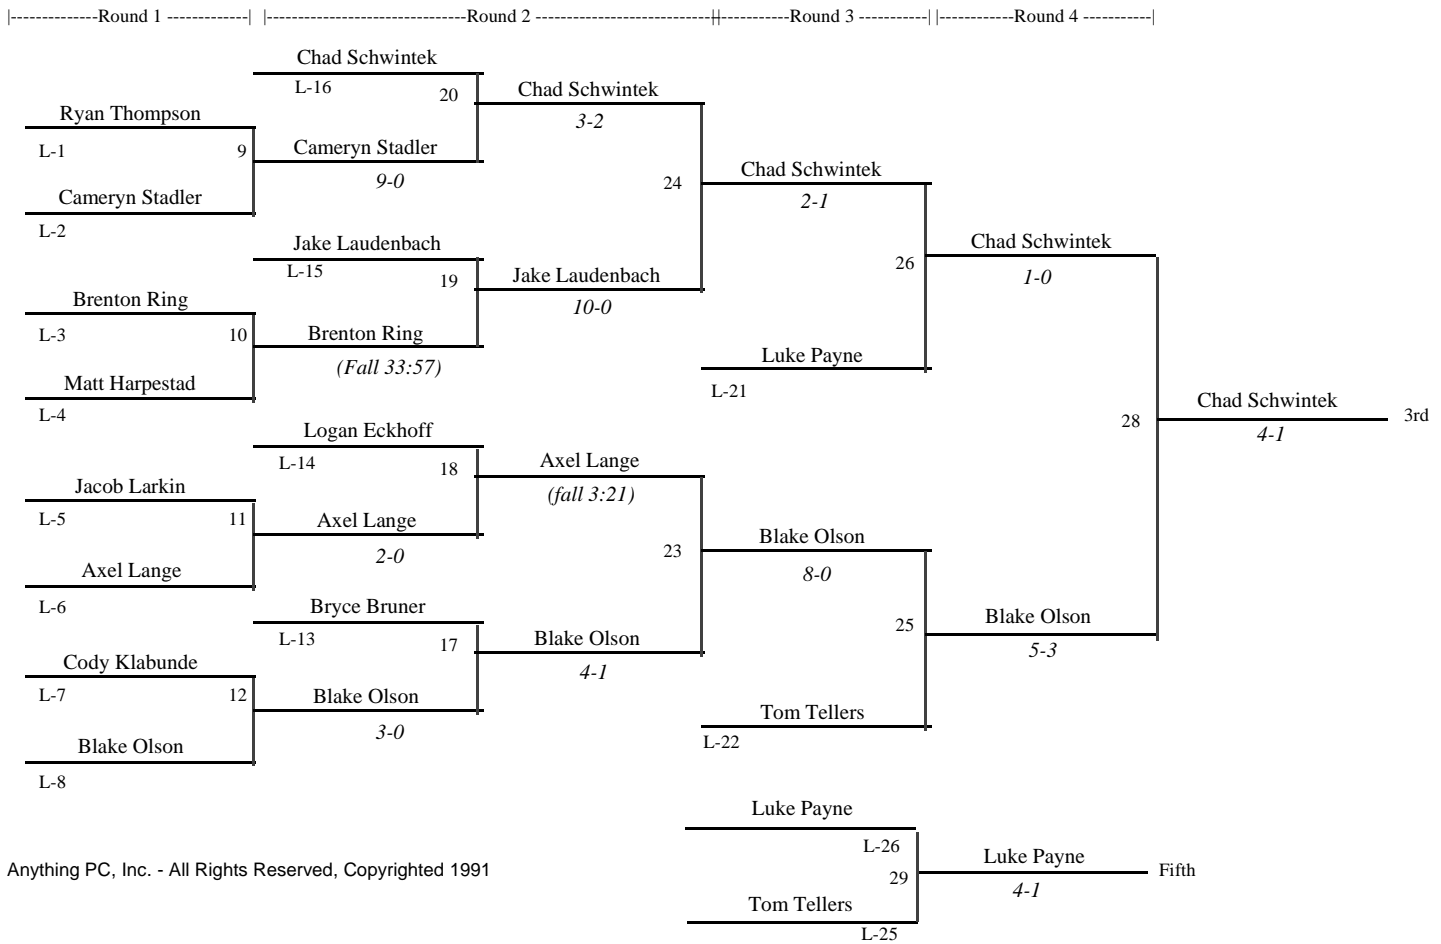 |-------------Round 1 -------------| |-----------------------------Round 2 --------------------------||----------Round 3 ----------| |-----------Round 4 ----------|
Chad Schwintek
L-16
20
Chad Schwintek
3-2
Ryan Thompson
L-1
9
Cameryn Stadler
9-0
Cameryn Stadler
L-2
24
Chad Schwintek
2-1
Jake Laudenbach
L-15
19
Jake Laudenbach
10-0
Brenton Ring
L-3
10
Brenton Ring
(Fall 33:57)
Matt Harpestad
L-4
26
Chad Schwintek
1-0
Luke Payne
L-21
Logan Eckhoff
L-14
18
Axel Lange
(fall 3:21)
Jacob Larkin
L-5
11
Axel Lange
2-0
Axel Lange
L-6
28
Chad Schwintek
4-1
3rd
23
Blake Olson
8-0
Bryce Bruner
L-13
17
Blake Olson
4-1
Cody Klabunde
L-7
12
Blake Olson
3-0
Blake Olson
L-8
25
Blake Olson
5-3
Tom Tellers
L-22
Luke Payne
L-26
29
Luke Payne
4-1
Fifth
Tom Tellers
L-25
Anything PC, Inc. - All Rights Reserved, Copyrighted 1991